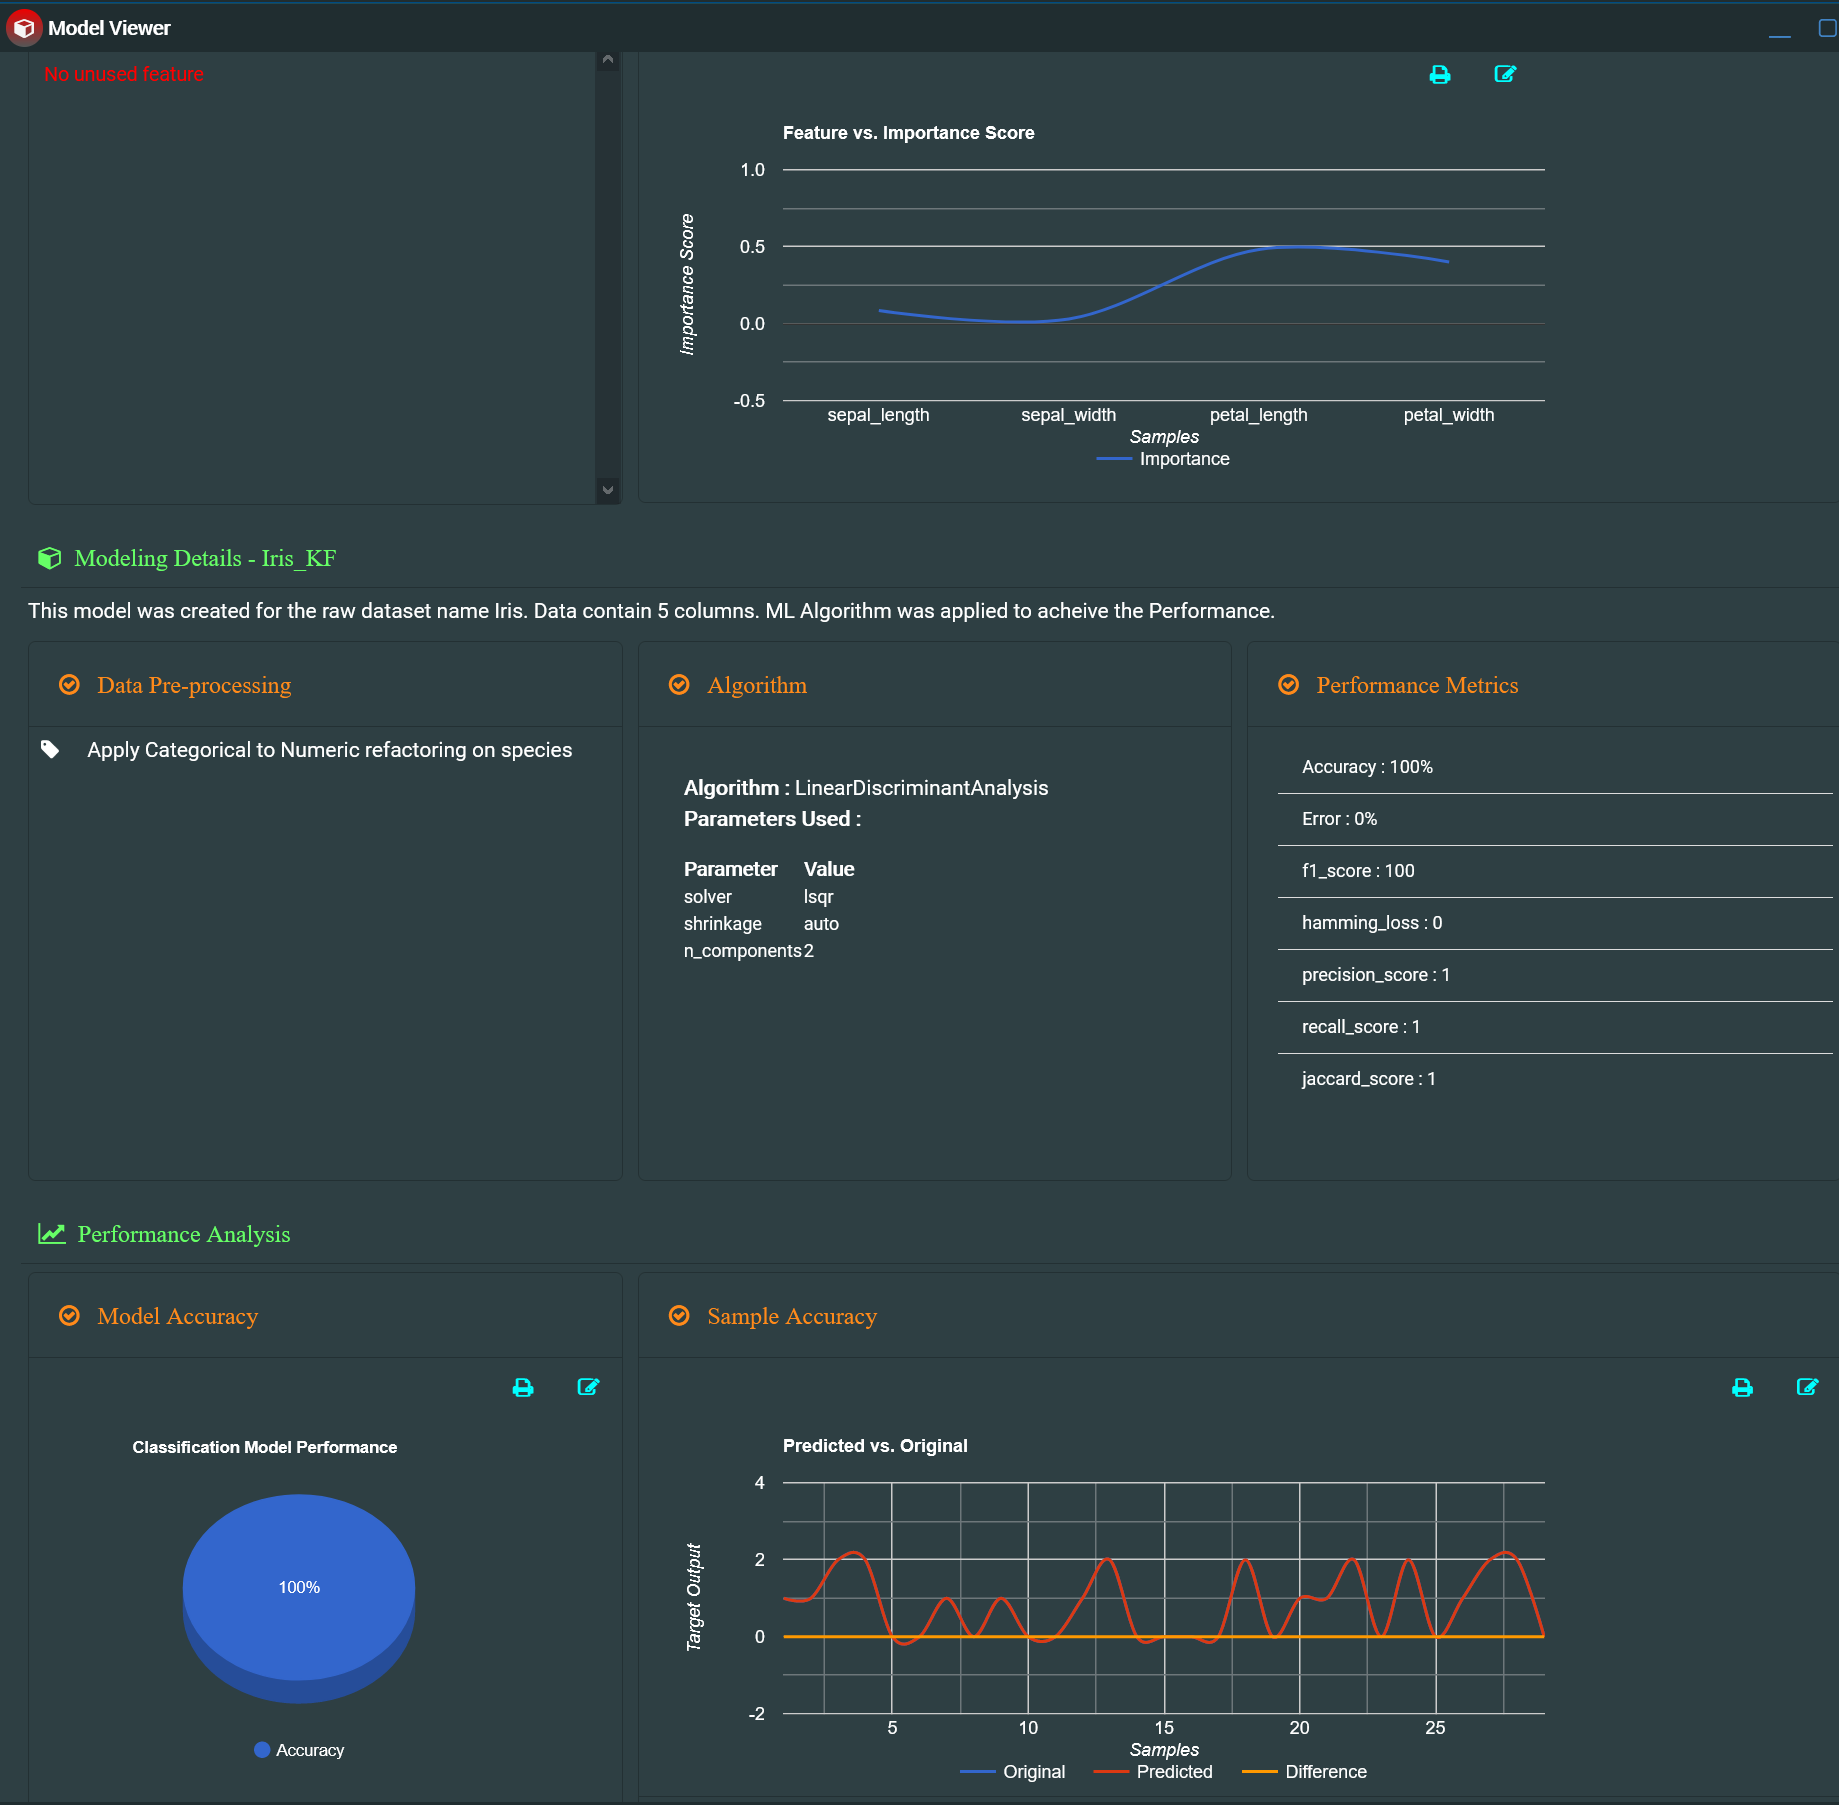 Model Viewer
No unused feature
Feature vs. Importance Score
1.0
0.5
0.0
-0.5
Importance Score
sepal_length sepal_width petal_length petal_width
Samples
Importance
Modeling Details - Iris_KF
This model was created for the raw dataset name Iris. Data contain 5 columns. ML Algorithm was applied to acheive the Performance.
Data Pre-processing
Apply Categorical to Numeric refactoring on species
Algorithm
Algorithm : LinearDiscriminantAnalysis
Parameters Used :
Parameter Value
solver lsqr
shrinkage auto
n_components 2
Performance Metrics
Accuracy : 100%
Error : 0%
f1_score : 100
hamming_loss : 0
precision_score : 1
recall_score : 1
jaccard_score : 1
Performance Analysis
Model Accuracy
Classification Model Performance
100%
Accuracy
Sample Accuracy
Predicted vs. Original
4
2
0
-2
Target Output
5 10 15 20 25
Samples
Original Predicted Difference